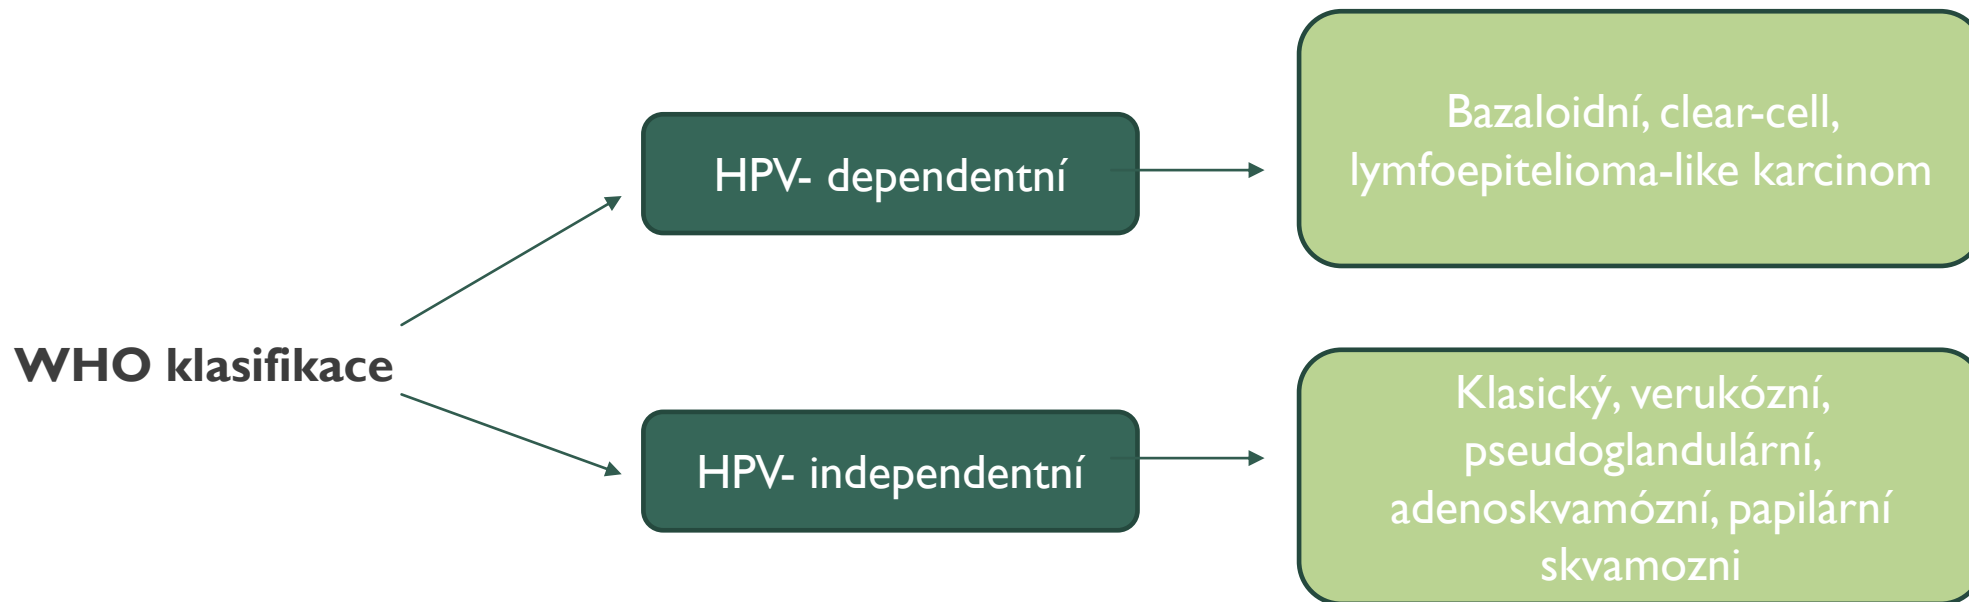 WHO klasifikace
HPV- dependentní
Bazaloidní, clear-cell,
lymfoepitelioma-like karcinom
HPV- independentní
Klasický, verukózní,
pseudoglandulární,
adenoskvamózní, papilární
skvamozni